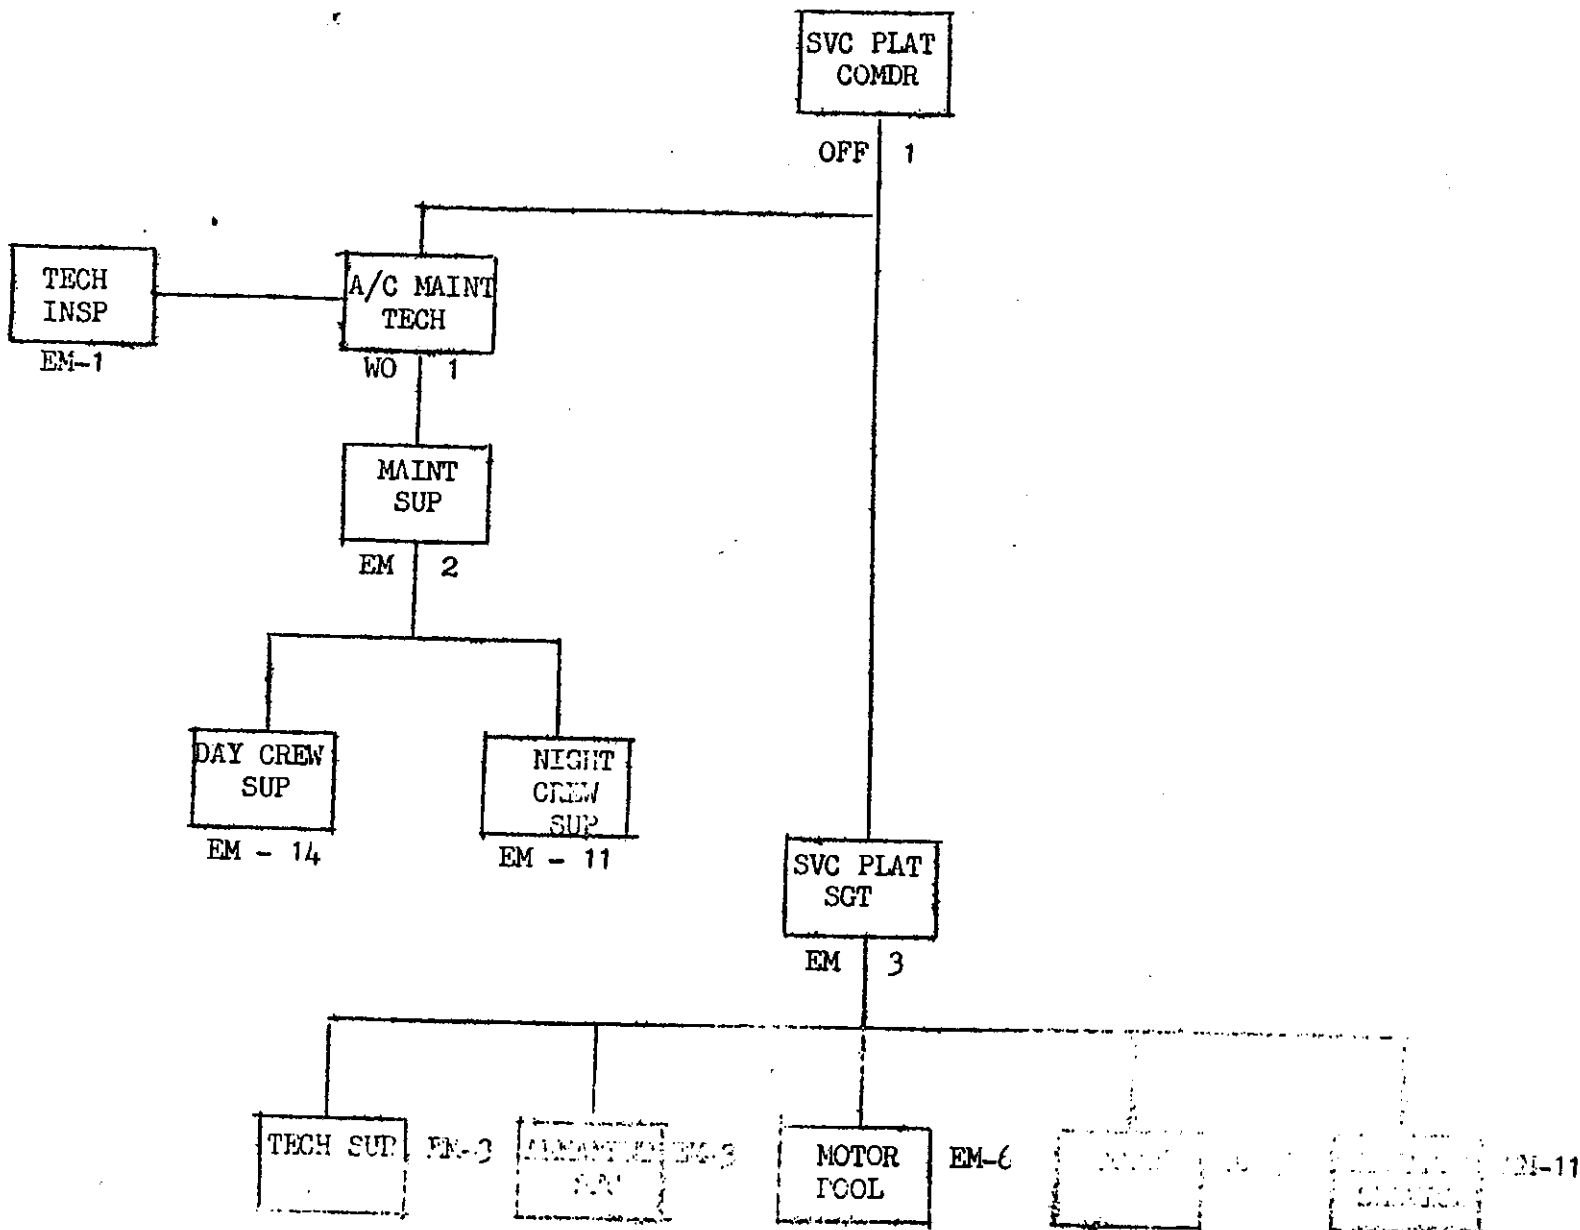 SVC PLAT
COMDR
OFF 1
TECH
INSP
EM-1
A/C MAINT
TECH
WO 1
MAINT
SUP
EM 2
DAY CREW
SUP
EM - 14
NIGHT
CREW
SUP
EM - 11
SVC PLAT
SGT
EM 3
TECH SUP
MOTOR
POOL
EM-6